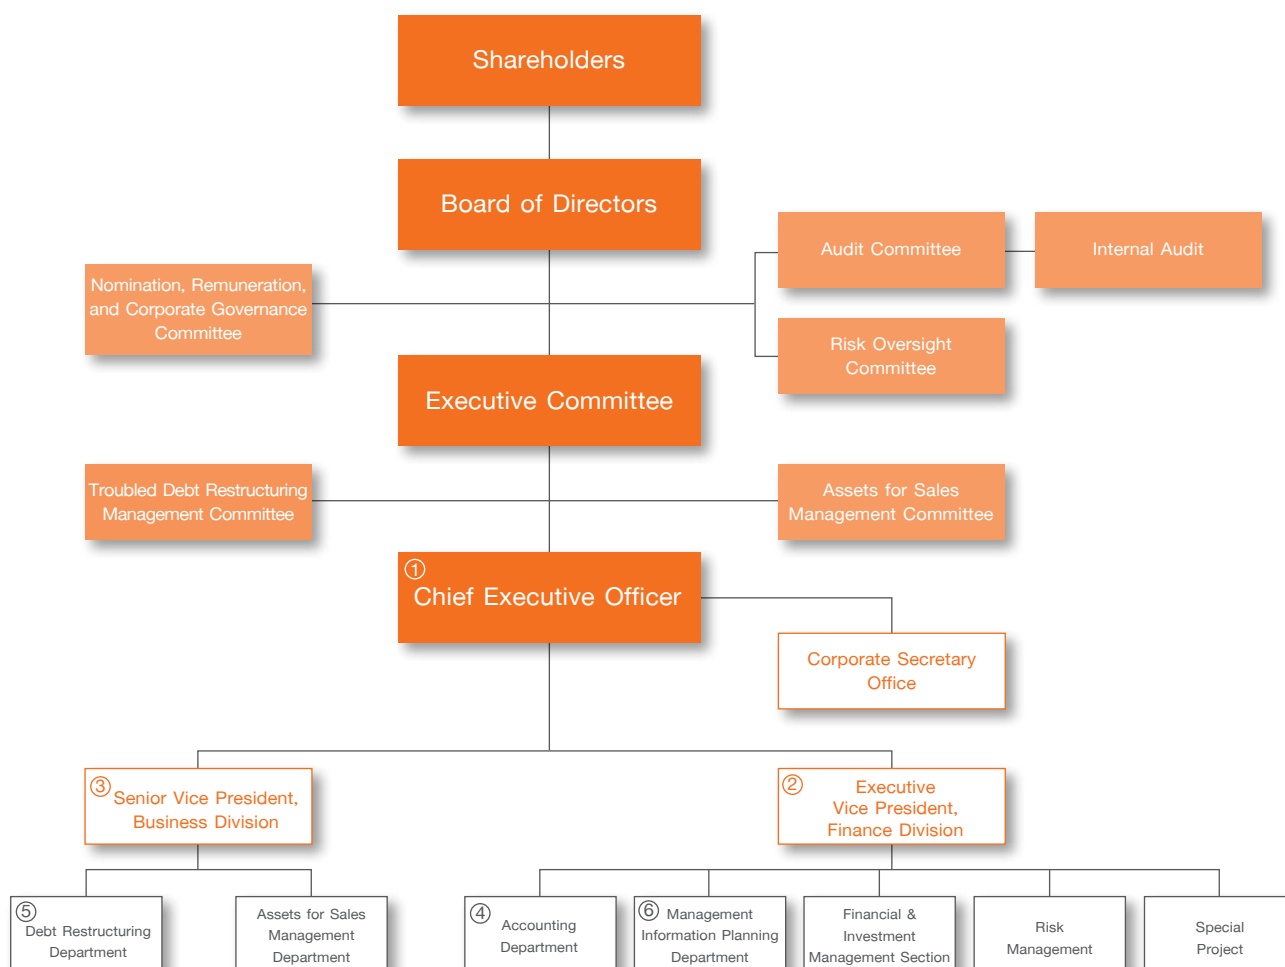 Shareholders
Board of Directors
Audit Committee
Internal Audit
Nomination, Remuneration,
and Corporate Governance
Committee
Risk Oversight
Committee
Executive Committee
Troubled Debt Restructuring
Management Committee
Assets for Sales
Management Committee
①
Chief Executive Officer
Corporate Secretary
Office
③
Senior Vice President,
Business Division
②
Executive
Vice President,
Finance Division
⑤
Debt Restructuring
Department
Assets for Sales
Management
Department
④
Accounting
Department
⑥
Management
Information Planning
Department
Financial &
Investment
Management Section
Risk
Management
Special
Project